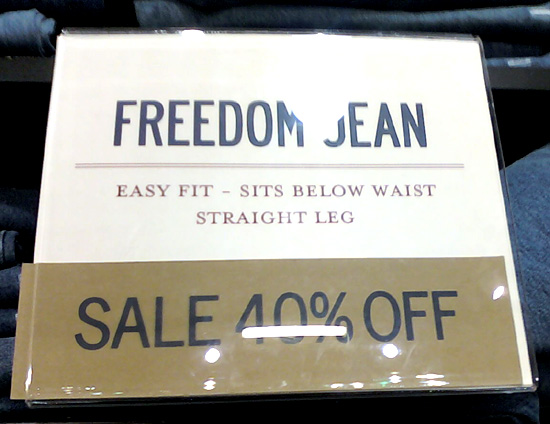 FREEDOM JEAN
EASY FIT - SITS BELOW WAIST
STRAIGHT LEG
SALE 40% OFF